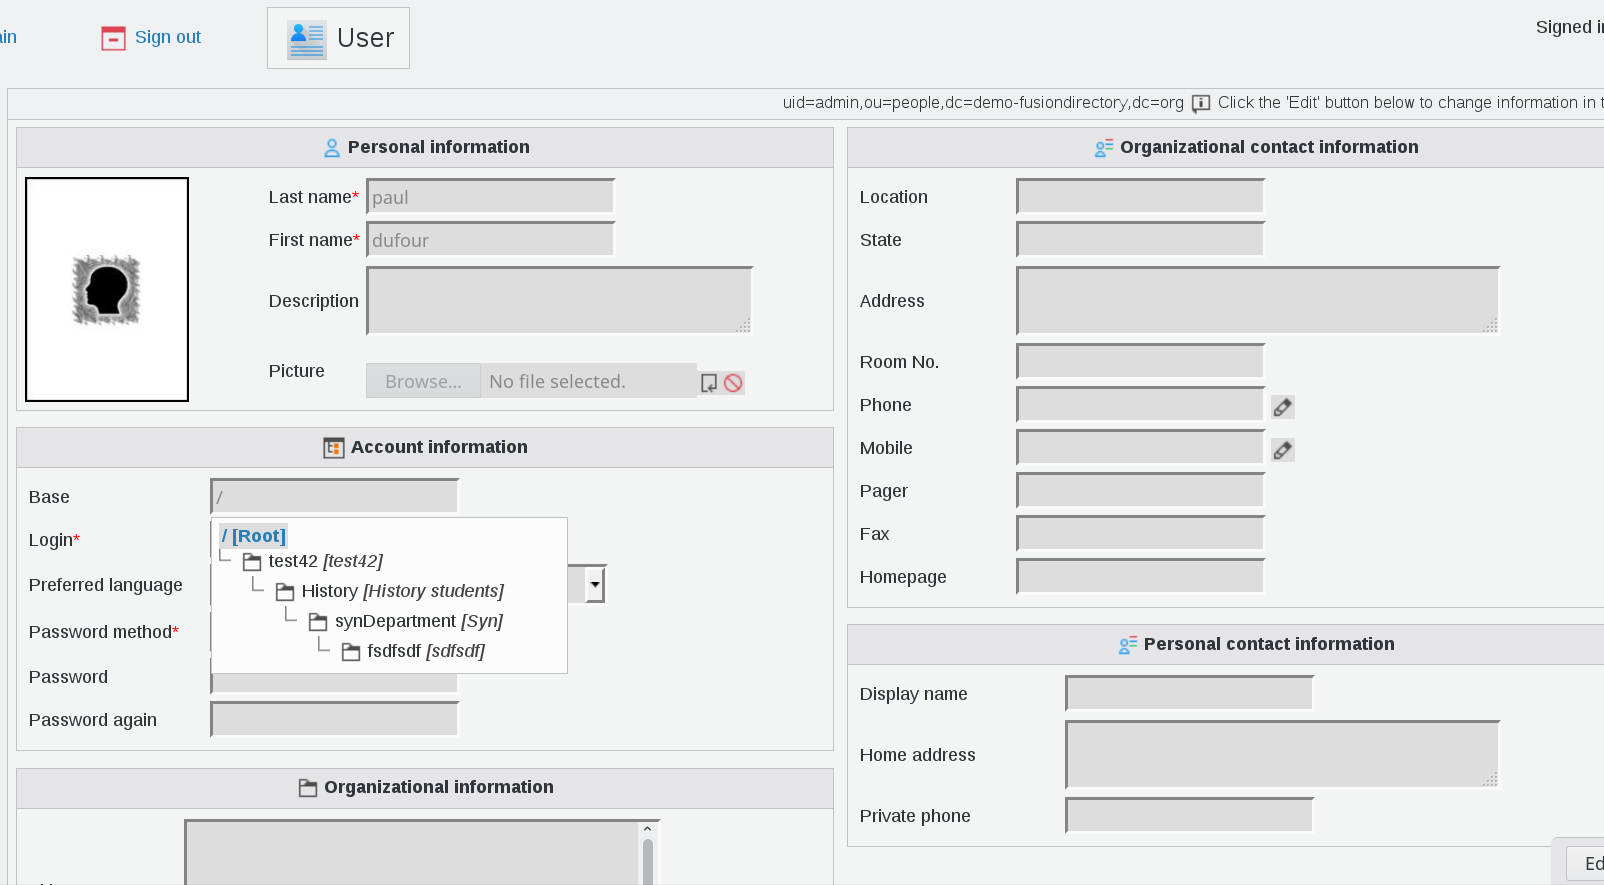 ain
Sign out
User
Signed i
uid=admin,ou=people,dc=demo-fusiondirectory,dc=org Click the 'Edit' button below to change information in t
Personal information
Last name*
paul
First name*
dufour
Description
Picture
Browse...
No file selected.
Account information
Base
/
Login*
Preferred language
Password method*
Password
Password again
/ [Root]
test42 [test42]
History [History students]
synDepartment [Syn]
fsdfsdf [sdfsdf]
Organizational information
Organizational contact information
Location
State
Address
Room No.
Phone
Mobile
Pager
Fax
Homepage
Personal contact information
Display name
Home address
Private phone
Ed